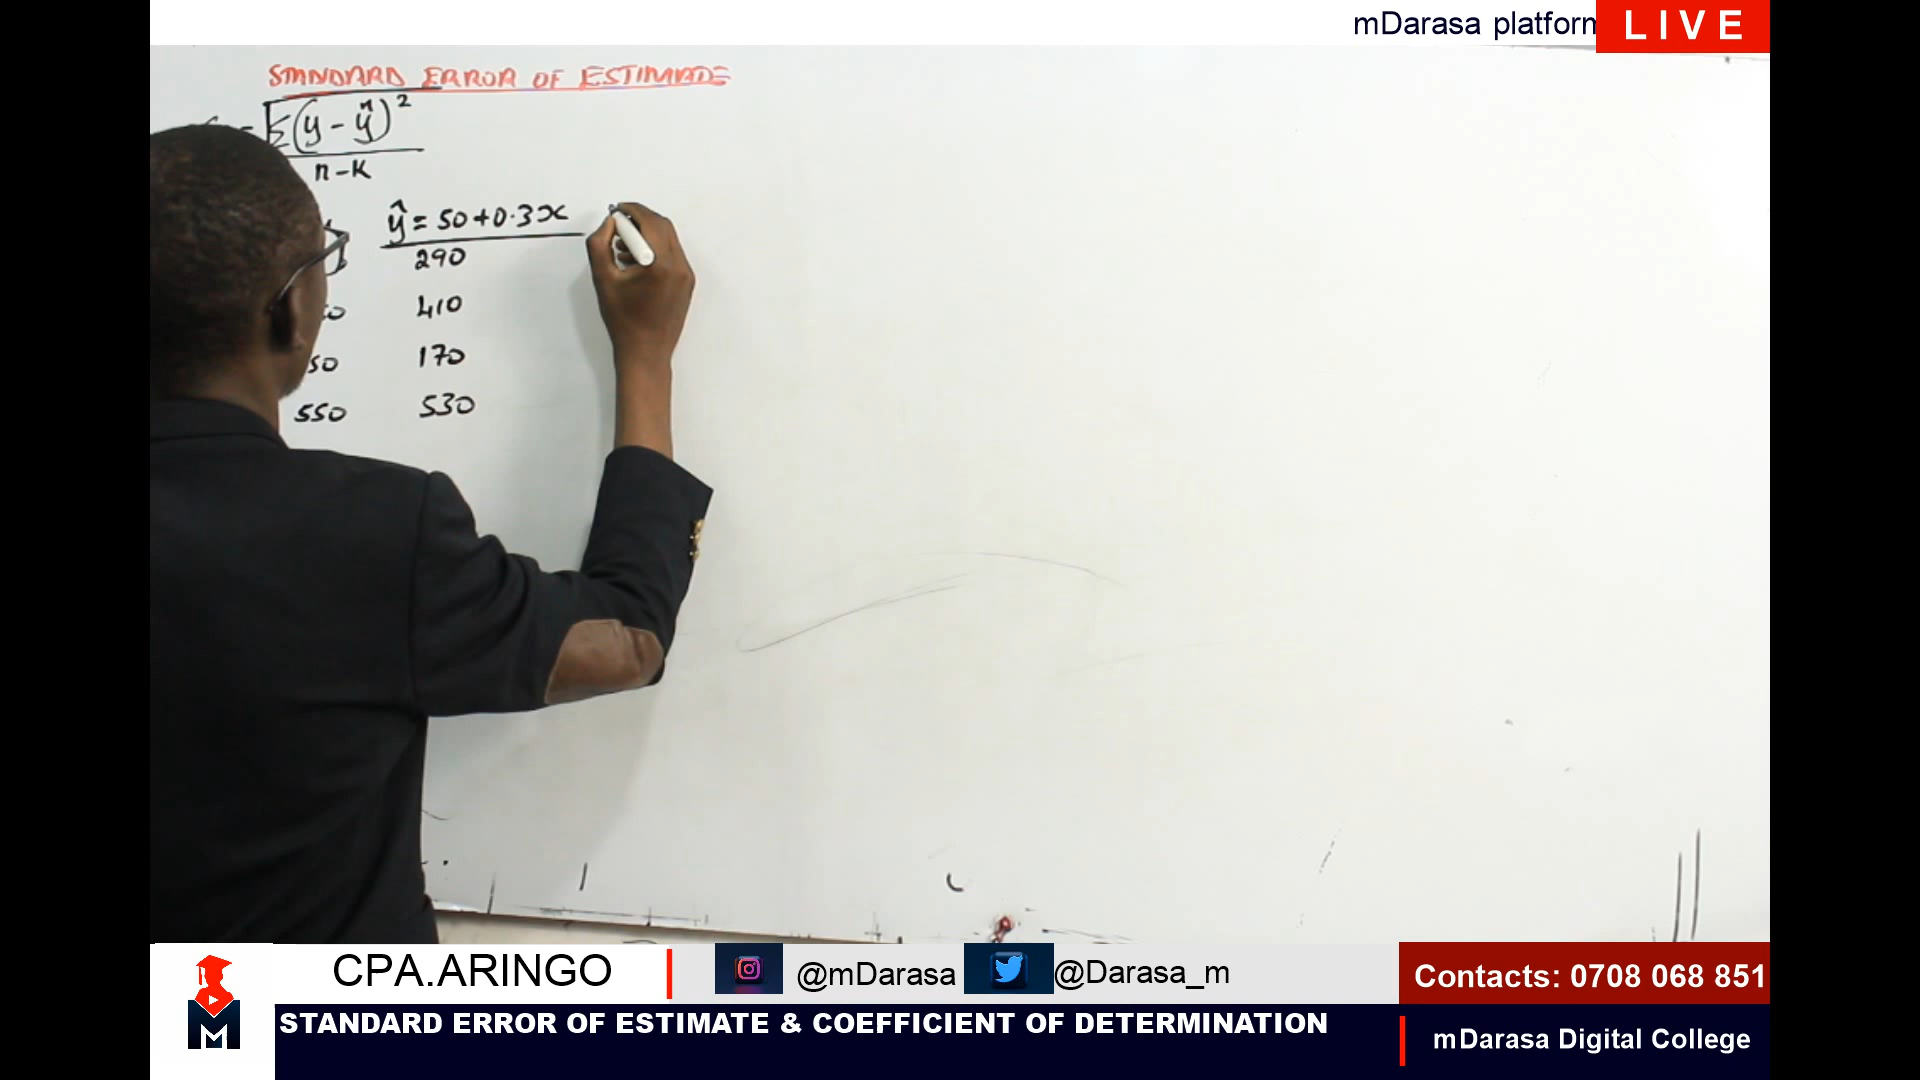 mDarasa platform
LIVE
STANDARD ERROR OF ESTIMATE
(y - ŷ)²
n - k
ŷ = 50 + 0.3x
290
410
50 170
550 530
CPA.ARINGO
@mDarasa
@Darasa_m
Contacts: 0708 068 851
M
STANDARD ERROR OF ESTIMATE & COEFFICIENT OF DETERMINATION
mDarasa Digital College